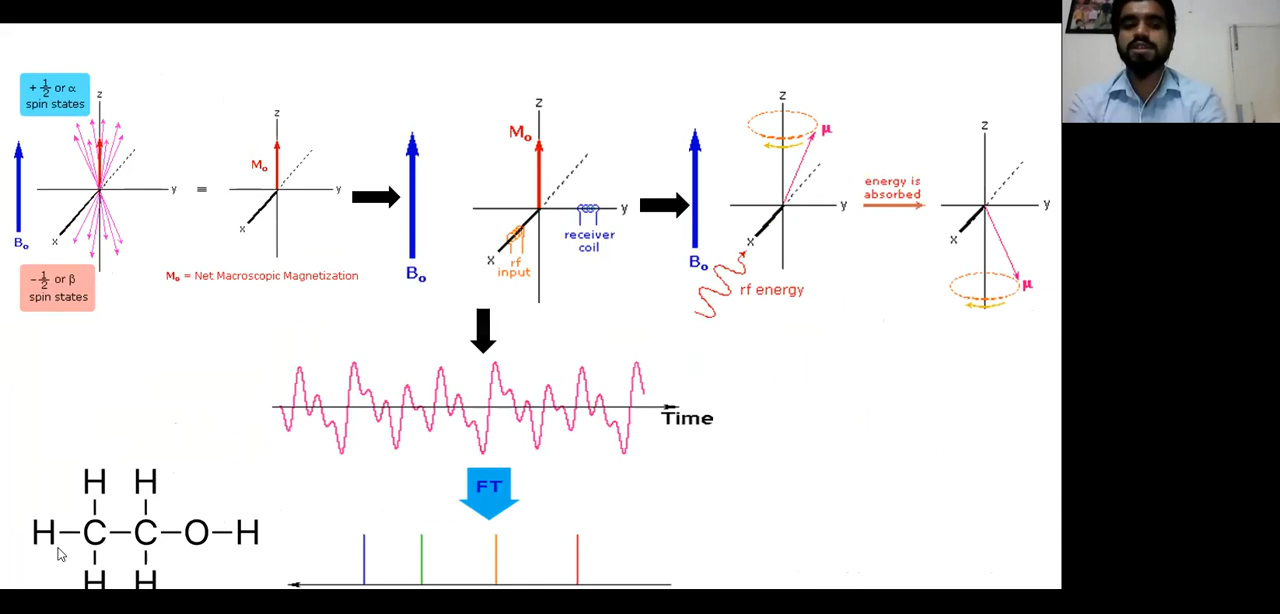 + 1/2 or α
spin states
z
y
x
B₀
- 1/2 or β
spin states
=
z
M₀
y
x
M₀ = Net Macroscopic Magnetization
B₀
z
M₀
y
x
rf
input
receiver
coil
B₀
z
μ
y
x
rf energy
energy is
absorbed
z
y
x
μ
Time
FT
H H
H–C–C–O–H
H H